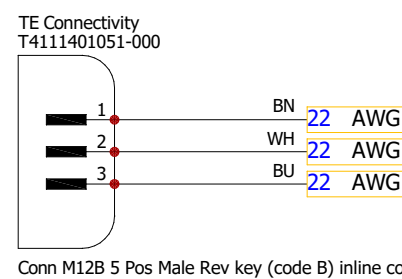 TE Connectivity
T4111401051-000
1 BN 22 AWG
2 WH 22 AWG
3 BU 22 AWG
Conn M12B 5 Pos Male Rev key (code B) inline co